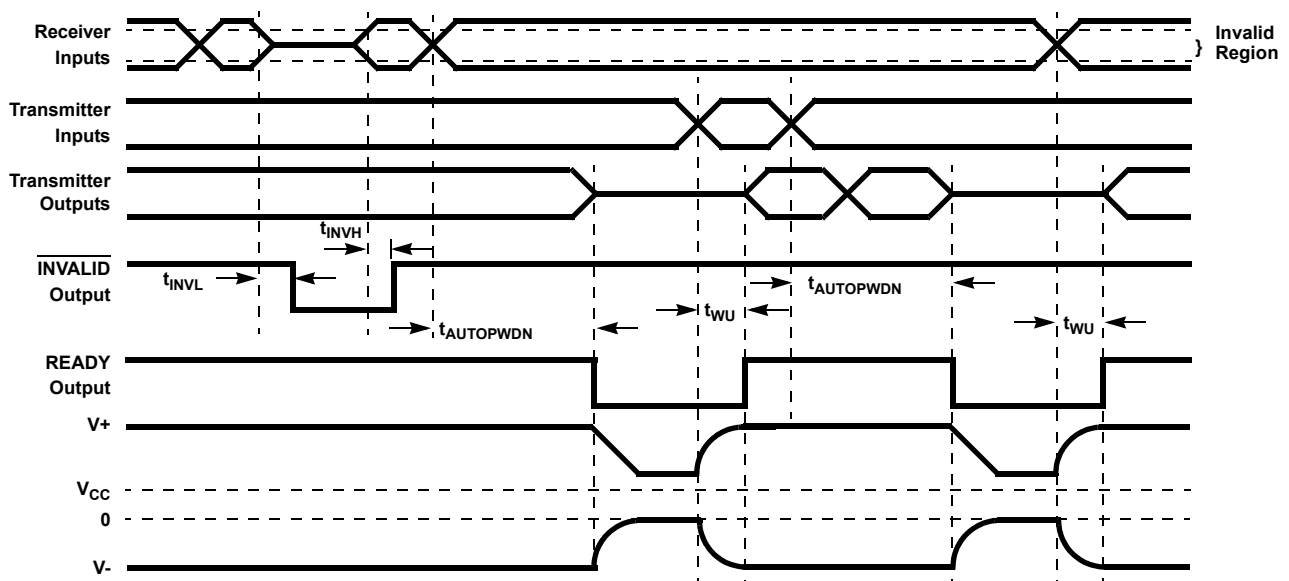 Receiver
Inputs
} Invalid
Region
Transmitter
Inputs
Transmitter
Outputs
tINVH
INVALID
Output
tINVL
tAUTOPWDN
tAUTOPWDN
tWU
tWU
READY
Output
V+
VCC
0
V-